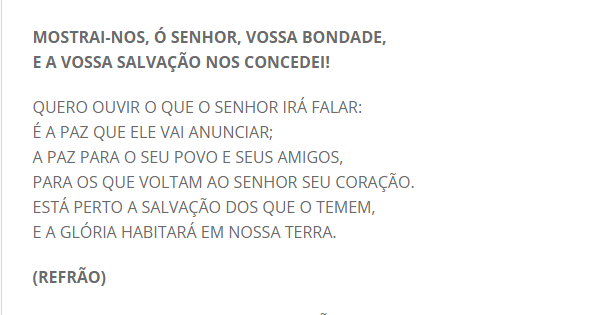 MOSTRAI-NOS, Ó SENHOR, VOSSA BONDADE,
E A VOSSA SALVAÇÃO NOS CONCEDEI!
QUERO OUVIR O QUE O SENHOR IRÁ FALAR:
É A PAZ QUE ELE VAI ANUNCIAR;
A PAZ PARA O SEU POVO E SEUS AMIGOS,
PARA OS QUE VOLTAM AO SENHOR SEU CORAÇÃO.
ESTÁ PERTO A SALVAÇÃO DOS QUE O TEMEM,
E A GLÓRIA HABITARÁ EM NOSSA TERRA.
(REFRÃO)